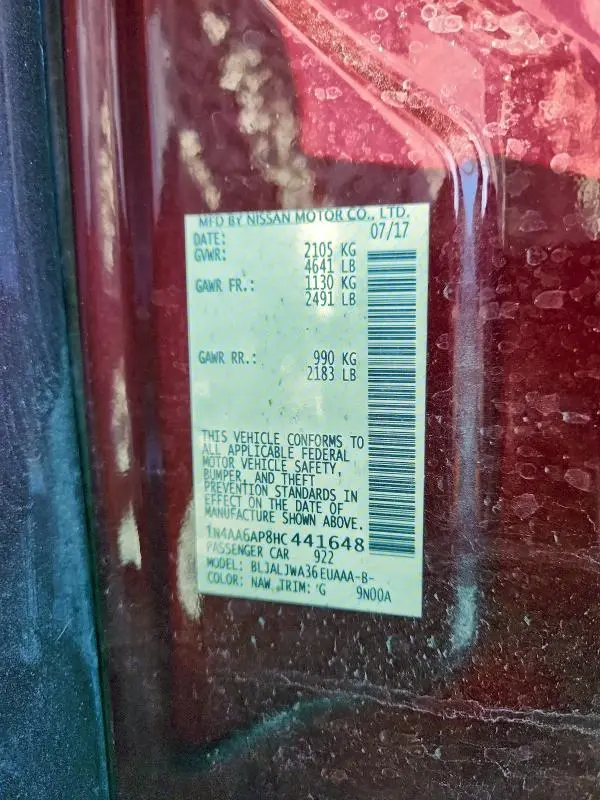 MFD BY NISSAN MOTOR CO., LTD.
DATE: 07/17
GVWR: 2105 KG
4641 LB
GAWR FR.: 1130 KG
2491 LB
GAWR RR.: 990 KG
2183 LB
THIS VEHICLE CONFORMS TO
ALL APPLICABLE FEDERAL
MOTOR VEHICLE SAFETY,
BUMPER, AND THEFT
PREVENTION STANDARDS IN
EFFECT ON THE DATE OF
MANUFACTURE SHOWN ABOVE.
1N4AA6AP8HC441648
PASSENGER CAR 922
MODEL: BLJALJWA36EUAAA-B-
COLOR: NAW TRIM: G 9N00A